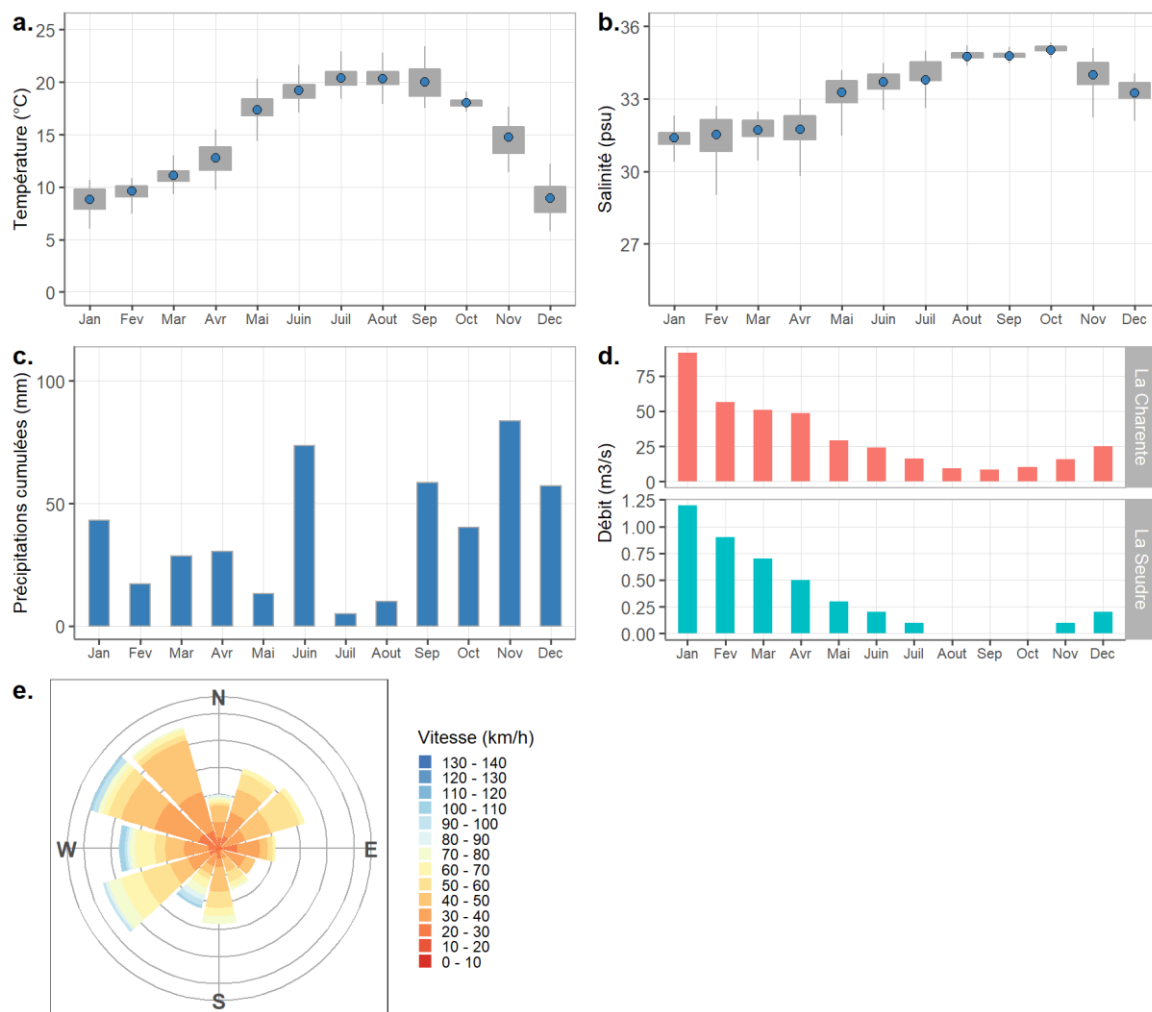 a.
Température (°C)
25
20
15
10
5
0
Jan Fev Mar Avr Mai Juin Juil Aout Sep Oct Nov Dec
b.
Salinité (psu)
36
33
30
27
Jan Fev Mar Avr Mai Juin Juil Aout Sep Oct Nov Dec
c.
Précipitations cumulées (mm)
100
50
0
Jan Fev Mar Avr Mai Juin Juil Aout Sep Oct Nov Dec
d.
Débit (m3/s)
75
50
25
0
La Charente
1.25
1.00
0.75
0.50
0.25
0.00
La Seudre
Jan Fev Mar Avr Mai Juin Juil Aout Sep Oct Nov Dec
e.
N
W
E
S
Vitesse (km/h)
130 - 140
120 - 130
110 - 120
100 - 110
90 - 100
80 - 90
70 - 80
60 - 70
50 - 60
40 - 50
30 - 40
20 - 30
10 - 20
0 - 10